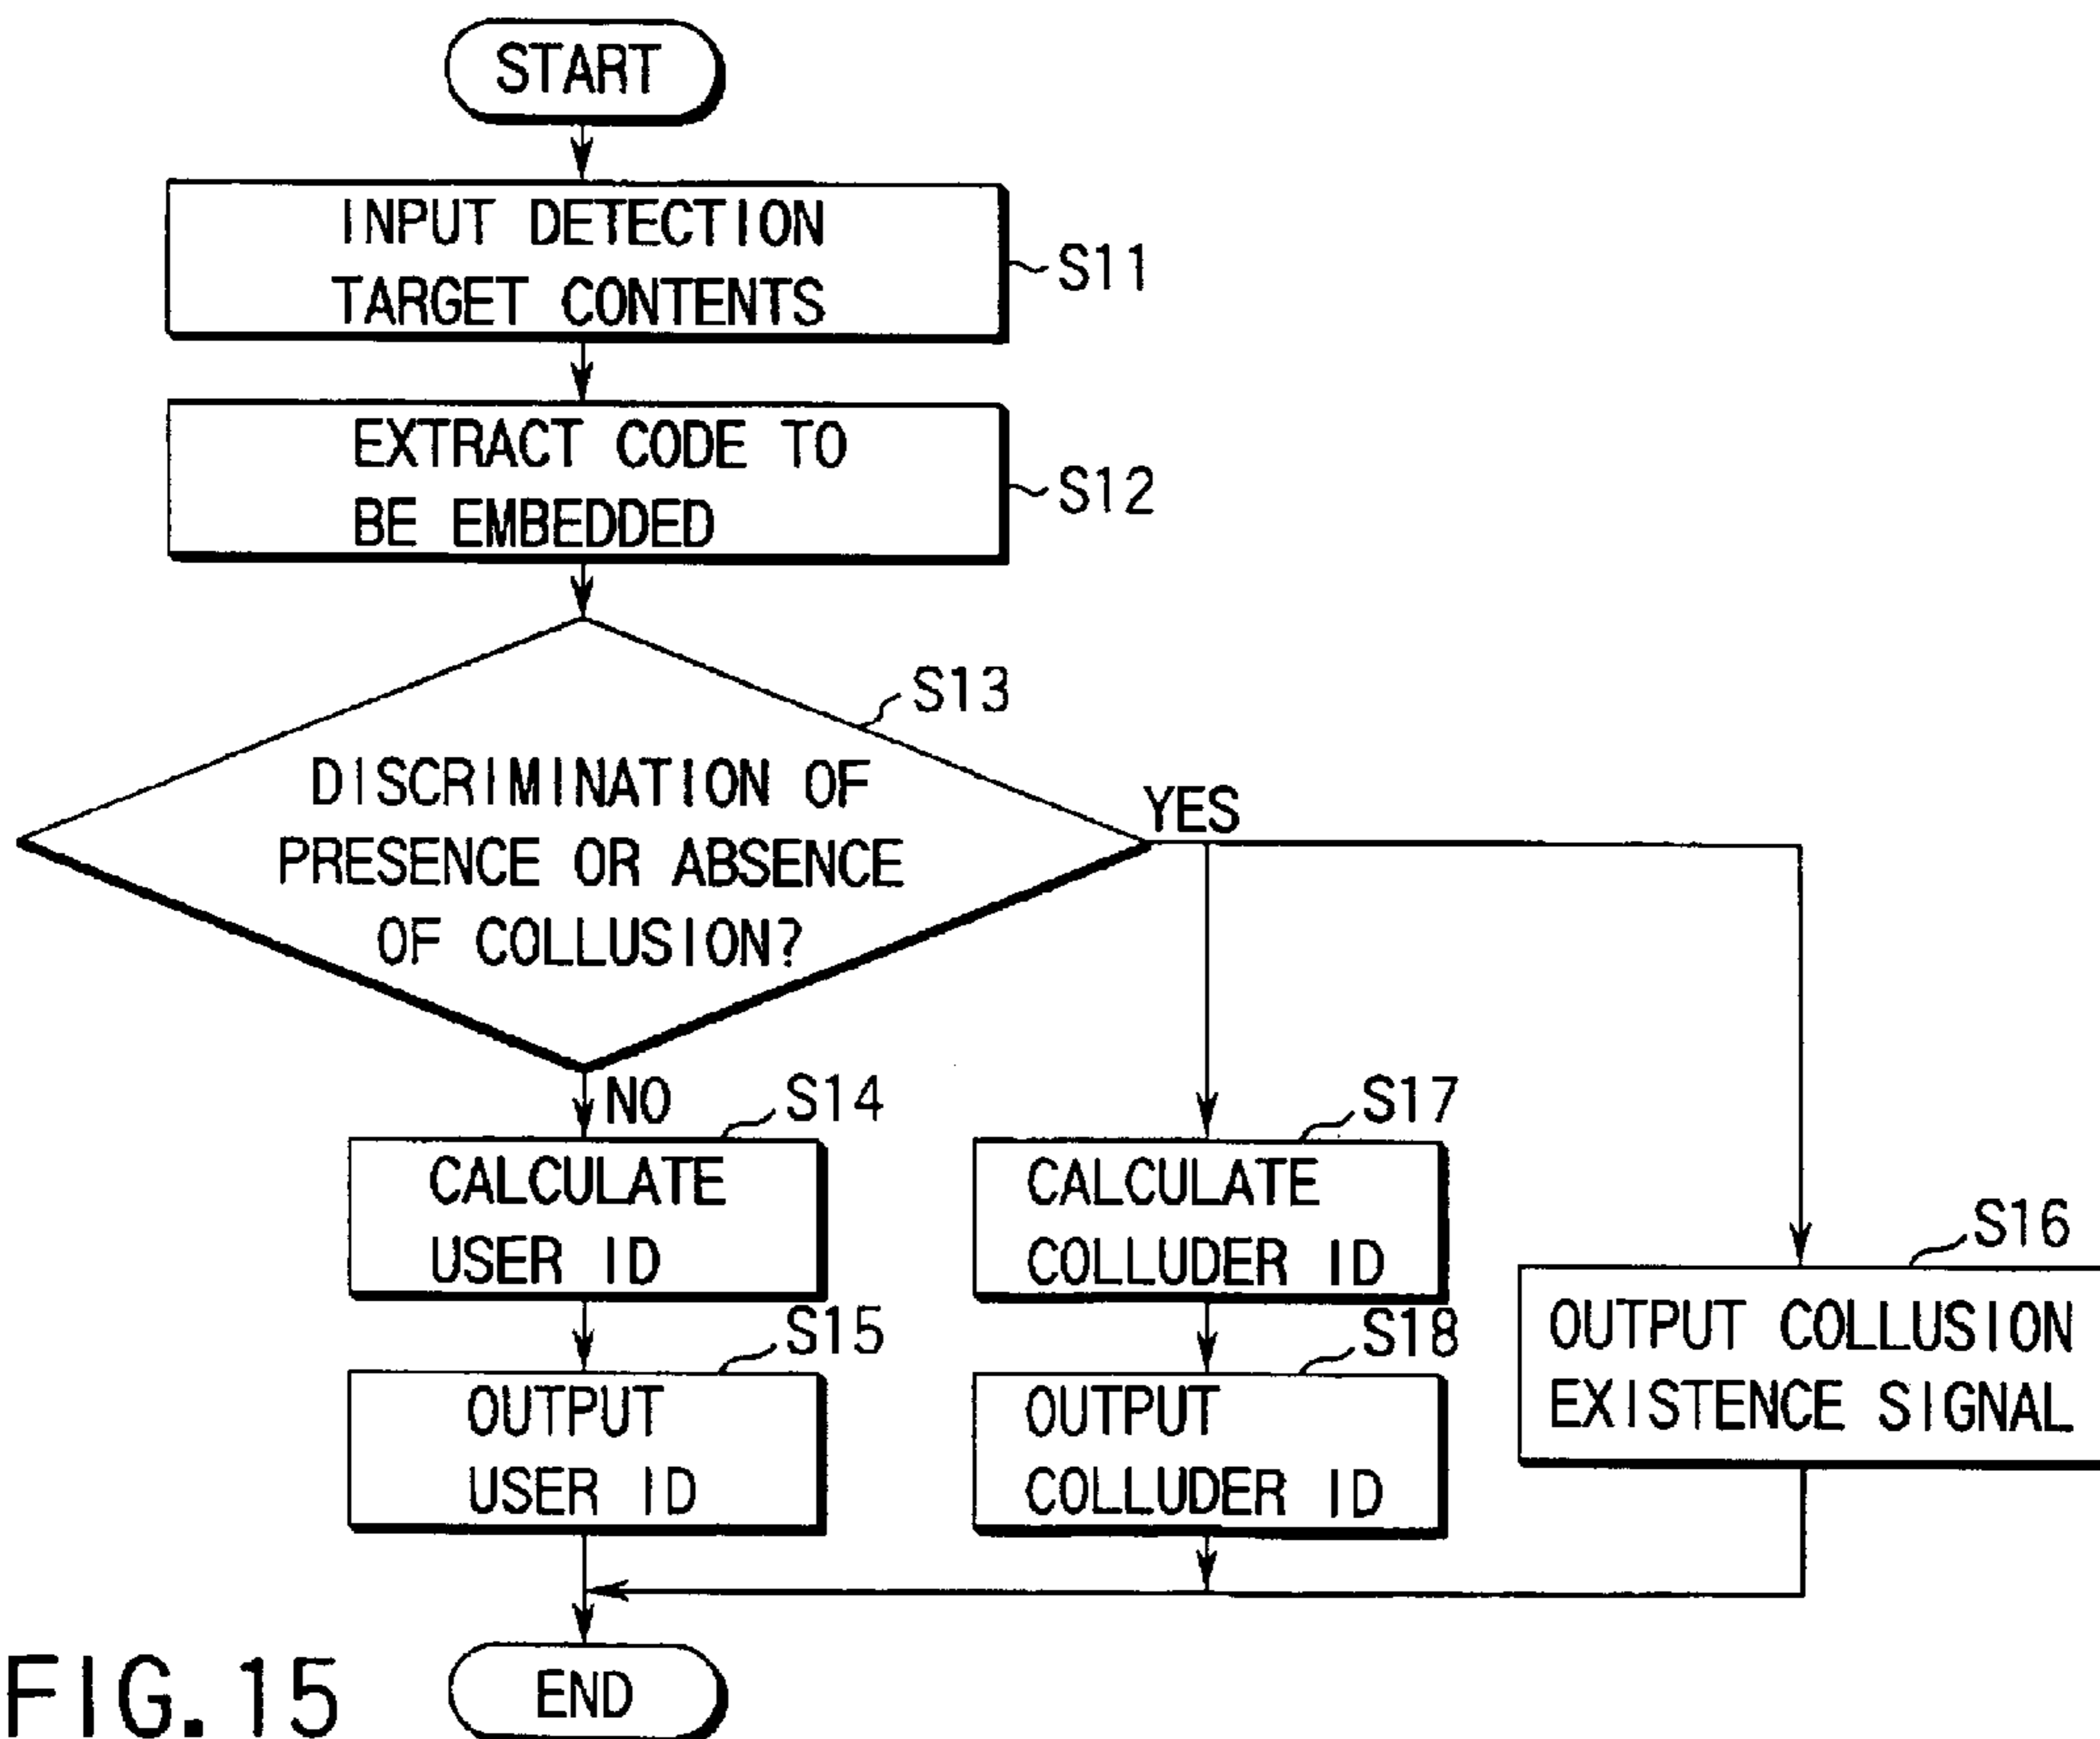 START
INPUT DETECTION
TARGET CONTENTS
S11
EXTRACT CODE TO
BE EMBEDDED
S12
S13
DISCRIMINATION OF
PRESENCE OR ABSENCE
OF COLLUSION?
YES
NO
S14
CALCULATE
USER ID
S15
OUTPUT
USER ID
S17
CALCULATE
COLLUDER ID
S18
OUTPUT
COLLUDER ID
S16
OUTPUT COLLUSION
EXISTENCE SIGNAL
END
FIG.15